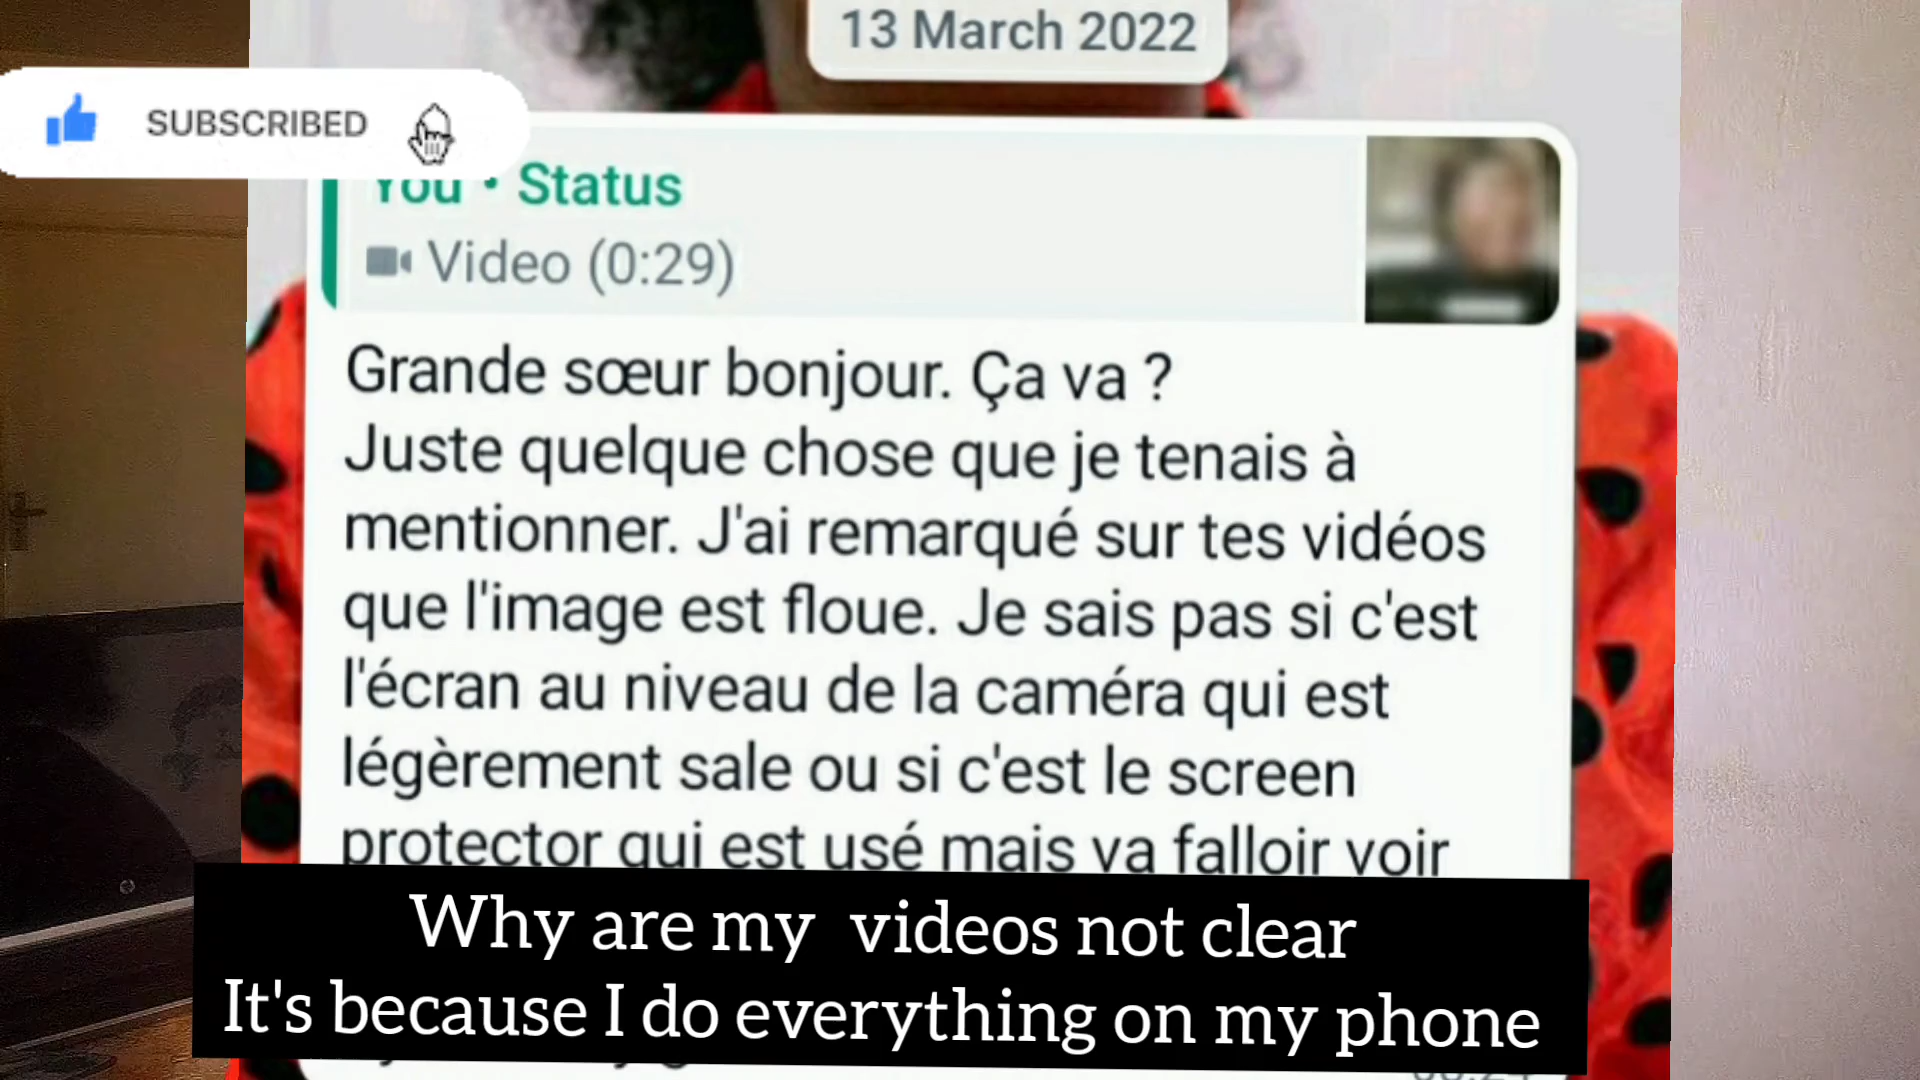 13 March 2022
SUBSCRIBED
You • Status
Video (0:29)
Grande sœur bonjour. Ça va ?
Juste quelque chose que je tenais à
mentionner. J'ai remarqué sur tes vidéos
que l'image est floue. Je sais pas si c'est
l'écran au niveau de la caméra qui est
légèrement sale ou si c'est le screen
protector qui est usé mais va falloir voir
Why are my videos not clear
It's because I do everything on my phone